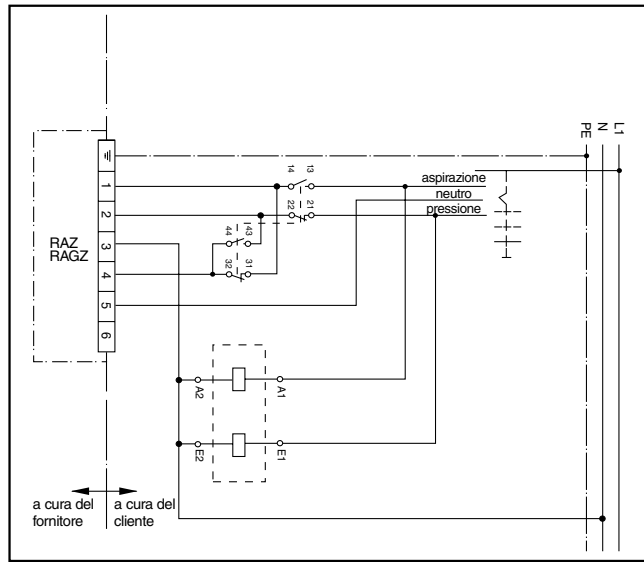 L1
N
PE
aspirazione
neutro
pressione
14 13
22 21
44 43
32 31
RAZ
RAGZ
1
2
3
4
5
6
A2 A1
E2 E1
a cura del
fornitore
a cura del
cliente